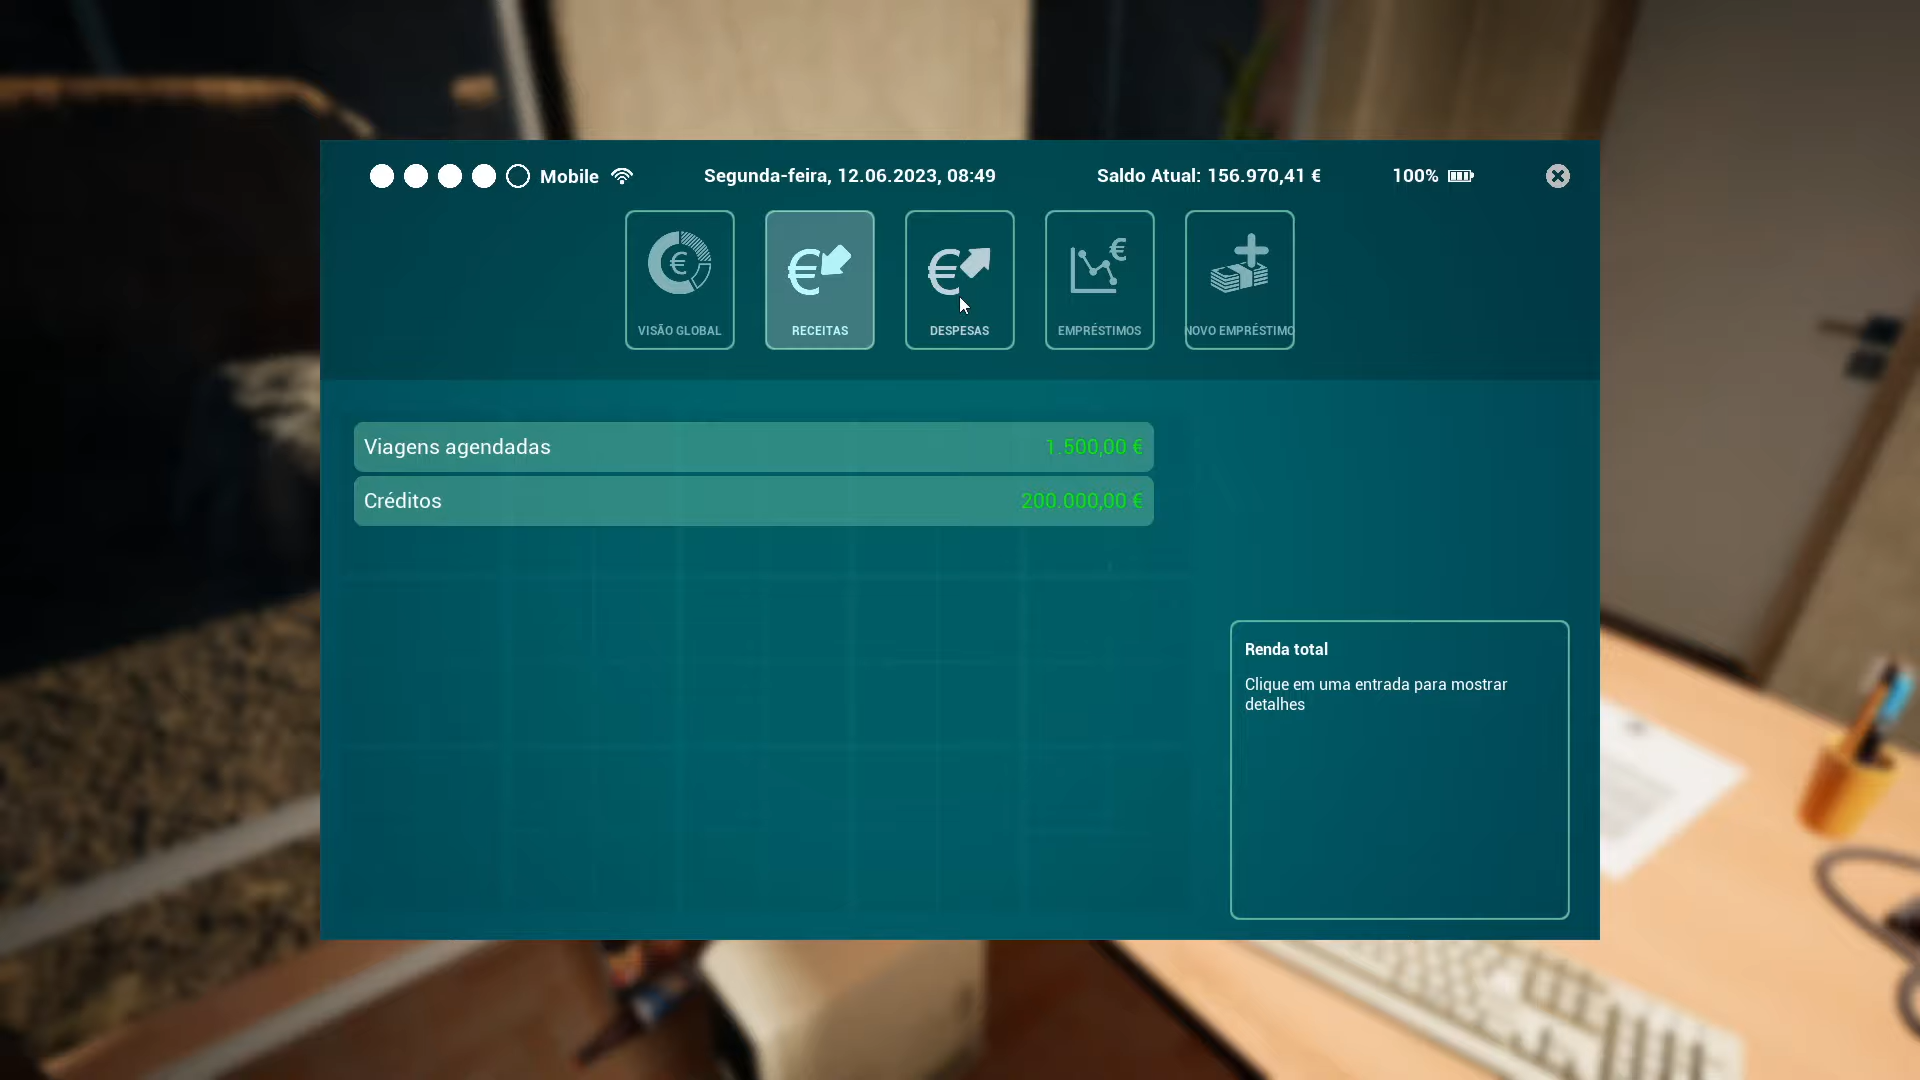 Mobile Segunda-feira, 12.06.2023, 08:49 Saldo Atual: 156.970,41 € 100%
VISÃO GLOBAL RECEITAS DESPESAS EMPRÉSTIMOS NOVO EMPRÉSTIMO
Viagens agendadas 1.500,00 €
Créditos 200.000,00 €
Renda total
Clique em uma entrada para mostrar
detalhes